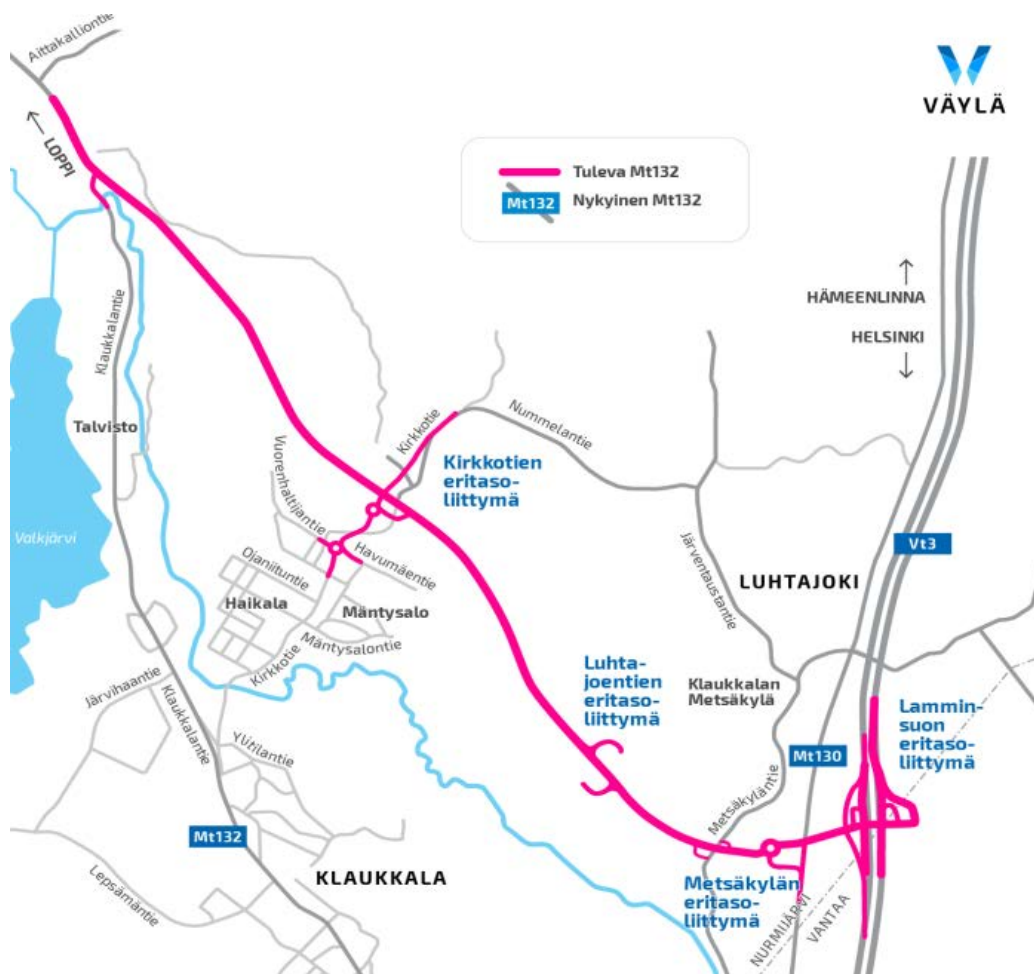 Aittakalliontie
VÄYLÄ
LOPPI
Tuleva Mt132
Mt132
Nykyinen Mt132
HÄMEENLINNA
HELSINKI
Klaukkalantie
Talvisto
Kirkkotie
Nummelantie
Vuorenhaltijantie
Kirkkotien
eritaso-
liittymä
Valkjärvi
Vt3
Havumäentie
Ojaniituntie
LUHTAJOKI
Järventaustantie
Haikala
Mäntysalo
Mäntysalontie
Kirkkotie
Luhta-
joentien
eritaso-
liittymä
Klaukkalan
Metsäkylä
Järvihaantie
Klaukkalantie
Lammin-
suon
eritaso-
liittymä
Ylitilantie
Mt130
Metsäkyläntie
Mt132
Lepsämäntie
KLAUKKALA
Metsäkylän
eritaso-
liittymä
NURMIJÄRVI
VANTAA